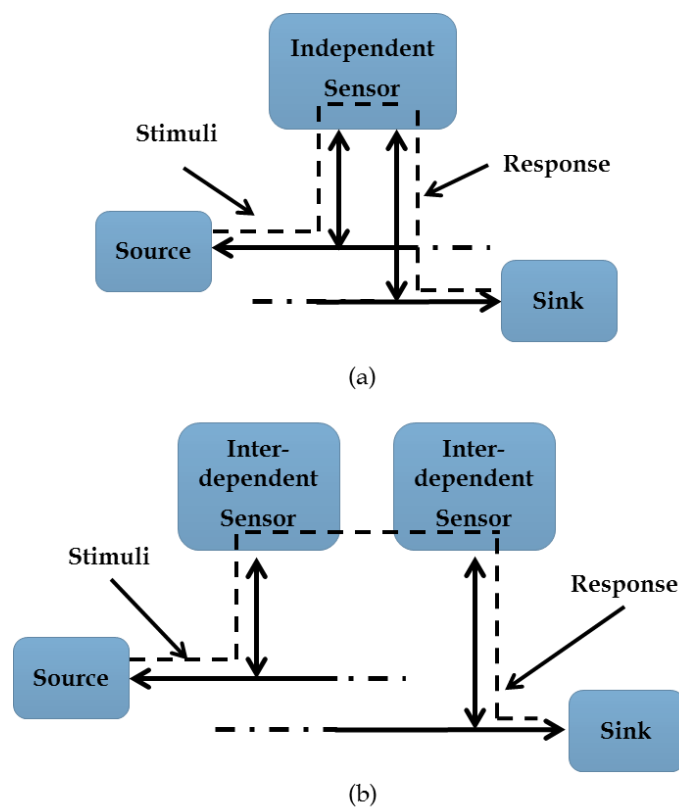 Independent
Sensor
Stimuli
Response
Source
Sink
(a)
Inter-
dependent
Sensor
Inter-
dependent
Sensor
Stimuli
Response
Source
Sink
(b)